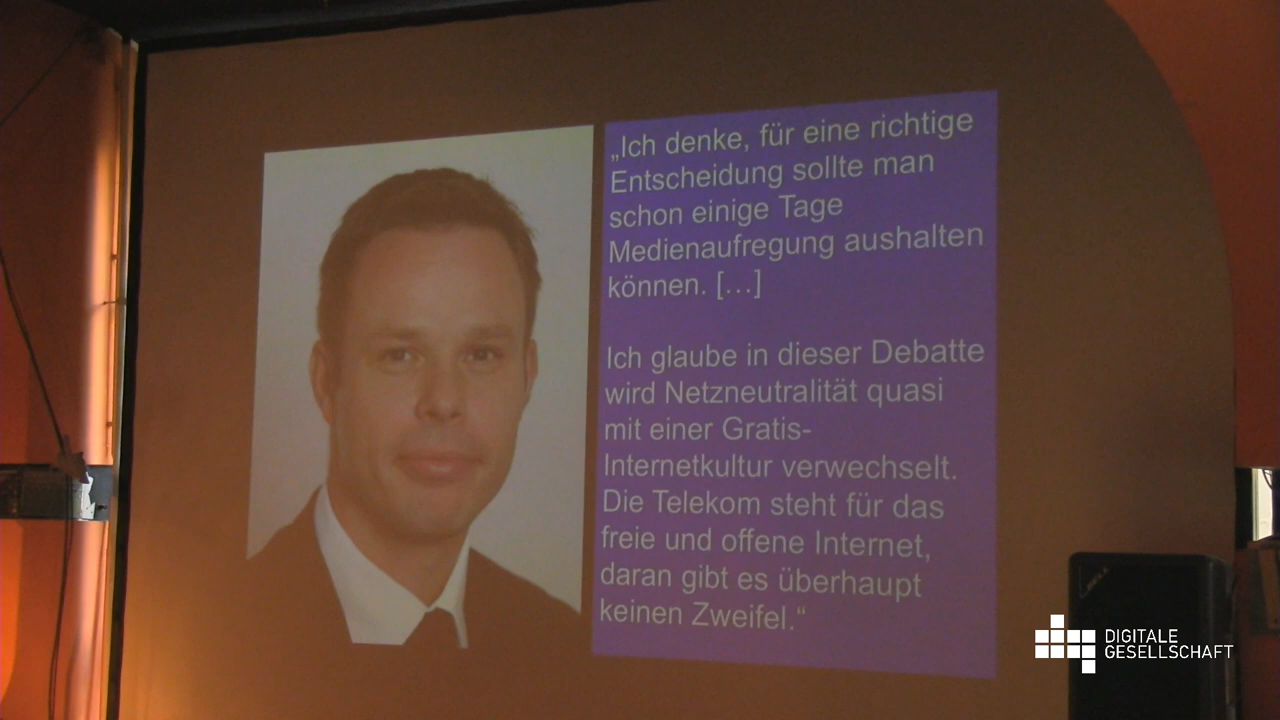 „Ich denke, für eine richtige
Entscheidung sollte man
schon einige Tage
Medienaufregung aushalten
können. […]
Ich glaube in dieser Debatte
wird Netzneutralität quasi
mit einer Gratis-
Internetkultur verwechselt.
Die Telekom steht für das
freie und offene Internet,
daran gibt es überhaupt
keinen Zweifel.“
DIGITALE
GESELLSCHAFT